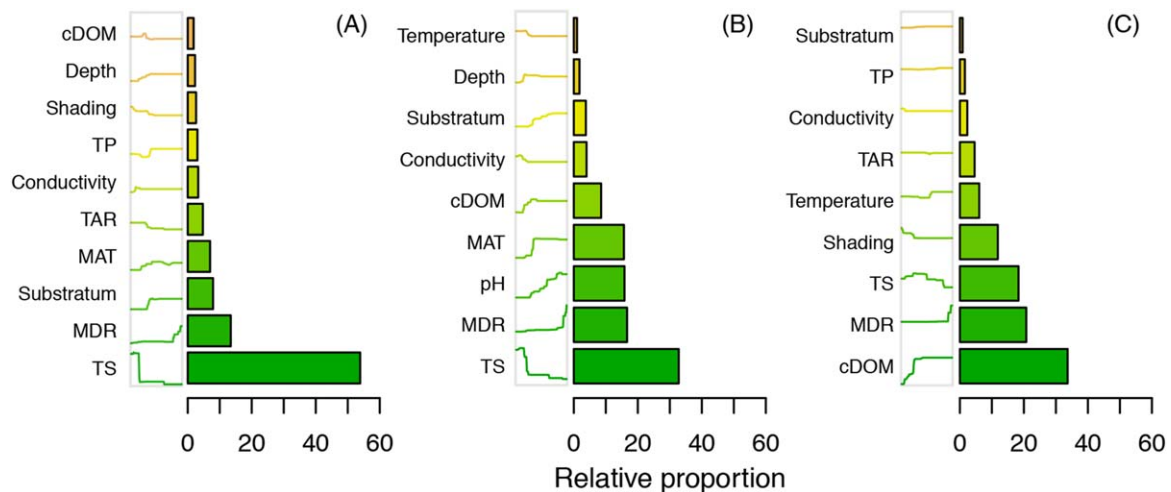 (A)
cDOM
Depth
Shading
TP
Conductivity
TAR
MAT
Substratum
MDR
TS
0 20 40 60
(B)
Temperature
Depth
Substratum
Conductivity
cDOM
MAT
pH
MDR
TS
0 20 40 60
(C)
Substratum
TP
Conductivity
TAR
Temperature
Shading
TS
MDR
cDOM
0 20 40 60
Relative proportion